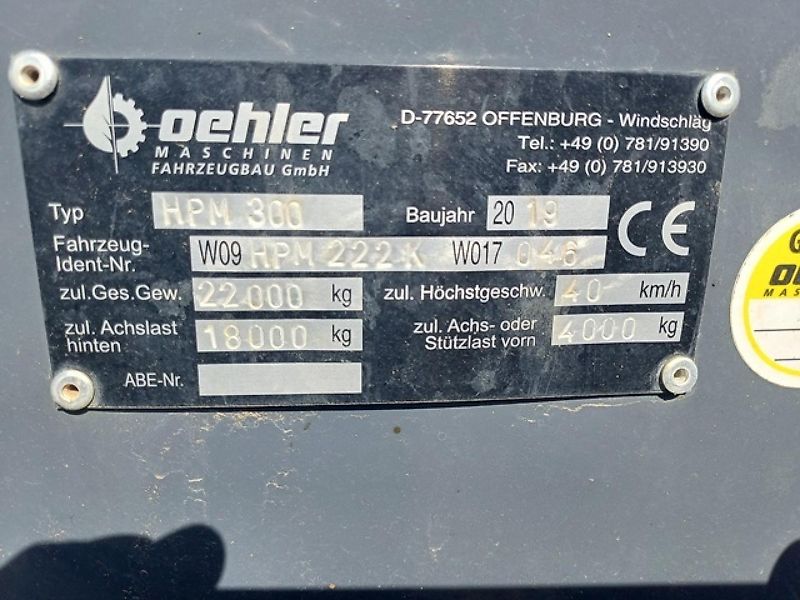 oehler
MASCHINEN
FAHRZEUGBAU GmbH
D-77652 OFFENBURG - Windschläg
Tel.: +49 (0) 781/91390
Fax: +49 (0) 781/913930
Typ HPM 300 Baujahr 2019 CE
Fahrzeug-
Ident-Nr. W09 HPM 222 K W017 046
zul.Ges.Gew. 22000 kg zul. Höchstgeschw. 40 km/h
zul. Achslast
hinten 18000 kg
zul. Achs- oder
Stützlast vorn 4000 kg
ABE-Nr.